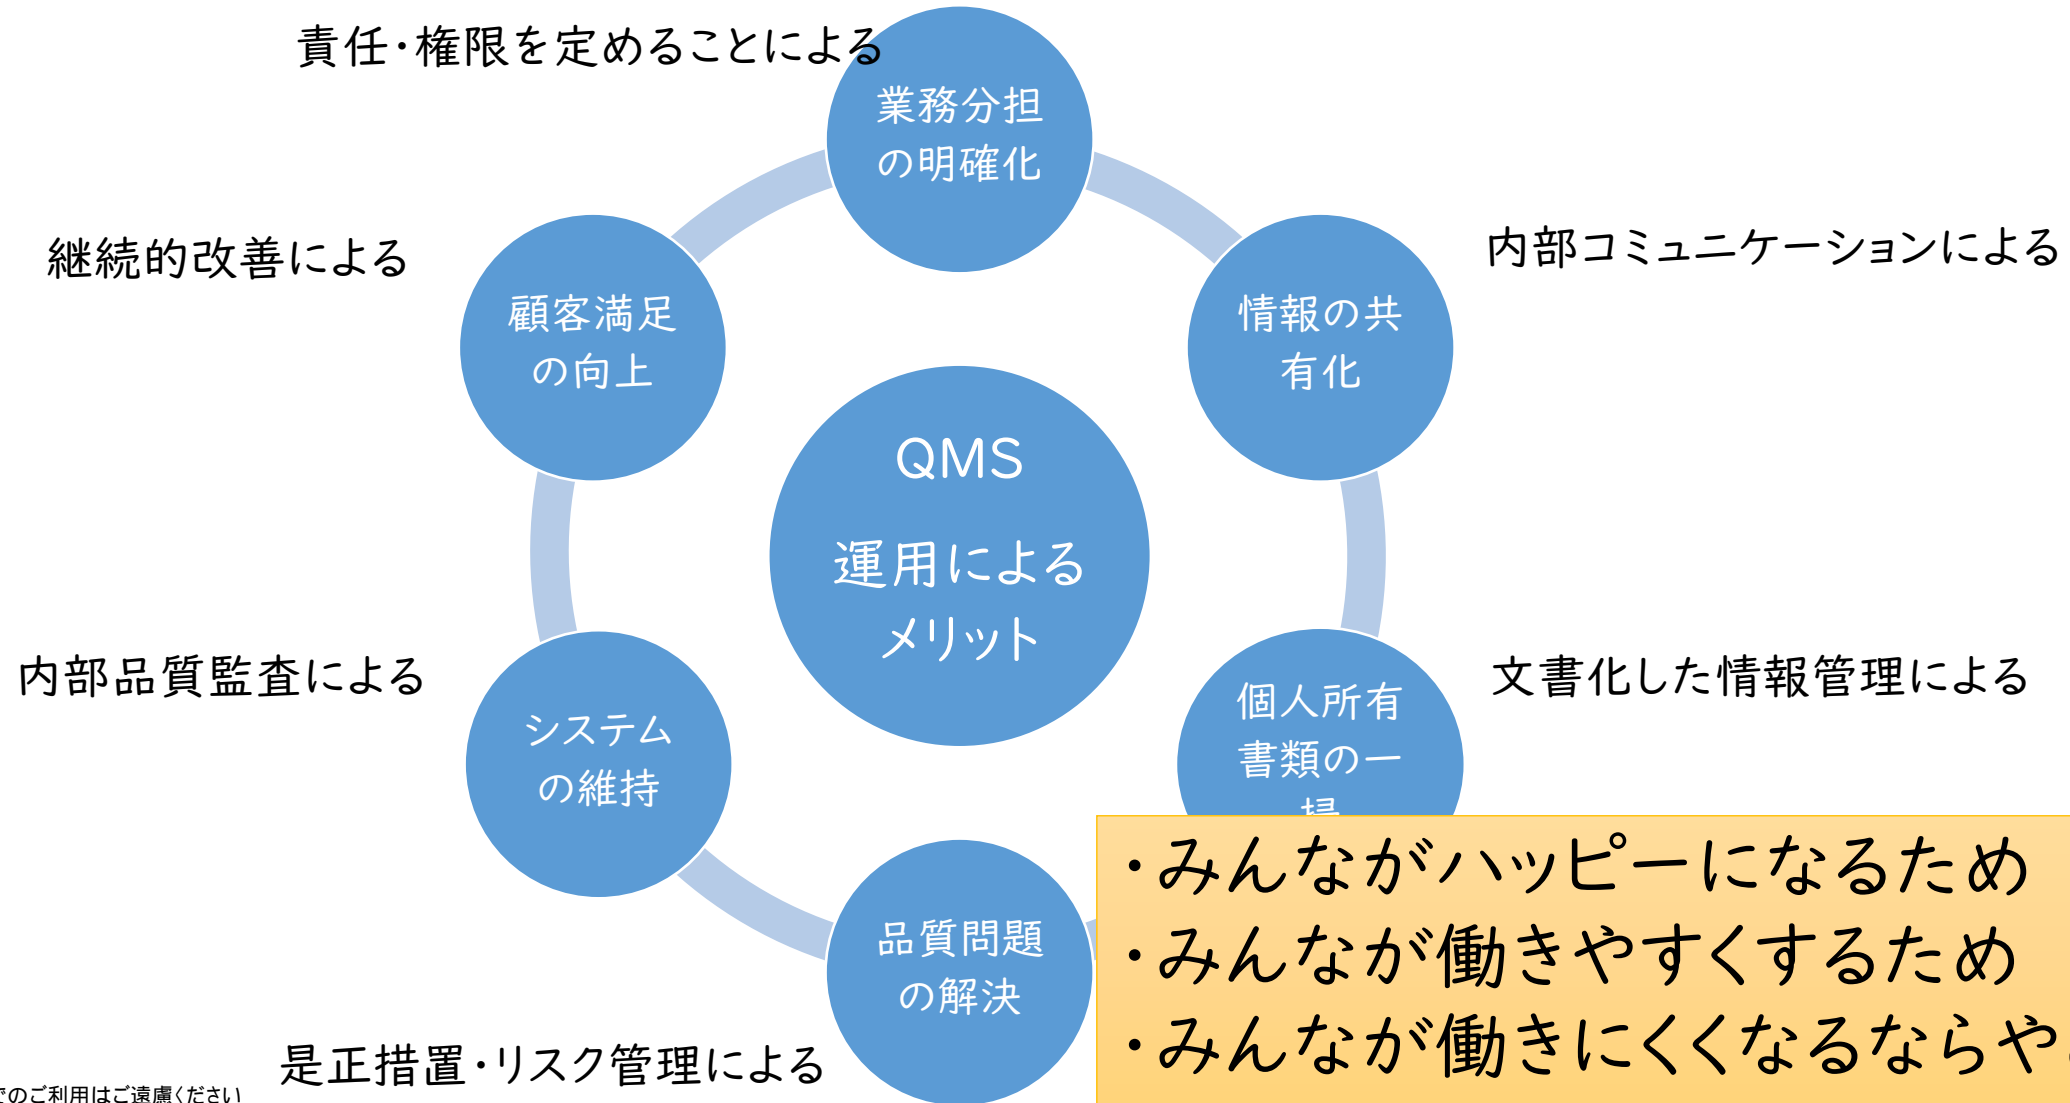 責任・権限を定めることによる
業務分担
の明確化
内部コミュニケーションによる
情報の共
有化
継続的改善による
顧客満足
の向上
QMS
運用による
メリット
文書化した情報管理による
個人所有
書類の一
掃
内部品質監査による
システム
の維持
品質問題
の解決
是正措置・リスク管理による
・みんながハッピーになるため
・みんなが働きやすくするため
・みんなが働きにくくなるならや
でのご利用はご遠慮ください